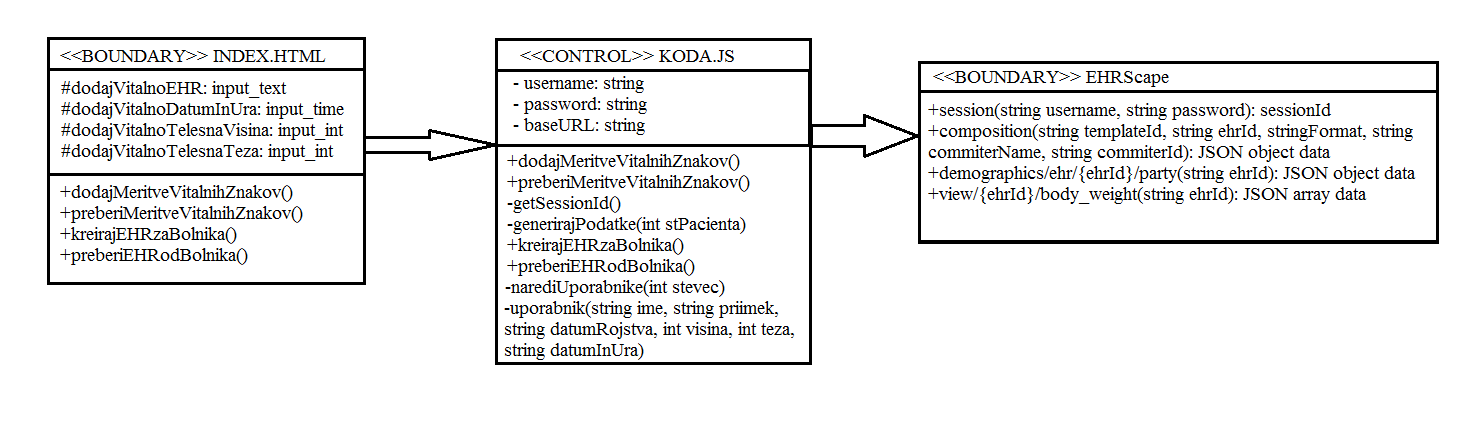 <<BOUNDARY>> INDEX.HTML
#dodajVitalnoEHR: input_text
#dodajVitalnoDatumInUra: input_time
#dodajVitalnoTelesnaVisina: input_int
#dodajVitalnoTelesnaTeza: input_int
+dodajMeritveVitalnihZnakov()
+preberiMeritveVitalnihZnakov()
+kreirajEHRzaBolnika()
+preberiEHRodBolnika()
<<CONTROL>> KODA.JS
- username: string
- password: string
- baseURL: string
+dodajMeritveVitalnihZnakov()
+preberiMeritveVitalnihZnakov()
-getSessionId()
-generirajPodatke(int stPacienta)
+kreirajEHRzaBolnika()
+preberiEHRodBolnika()
-narediUporabnike(int stevec)
-uporabnik(string ime, string priimek,
string datumRojstva, int visina, int teza,
string datumInUra)
<<BOUNDARY>> EHRScape
+session(string username, string password): sessionId
+composition(string templateId, string ehrId, stringFormat, string
commiterName, string commiterId): JSON object data
+demographics/ehr/{ehrId}/party(string ehrId): JSON object data
+view/{ehrId}/body_weight(string ehrId): JSON array data